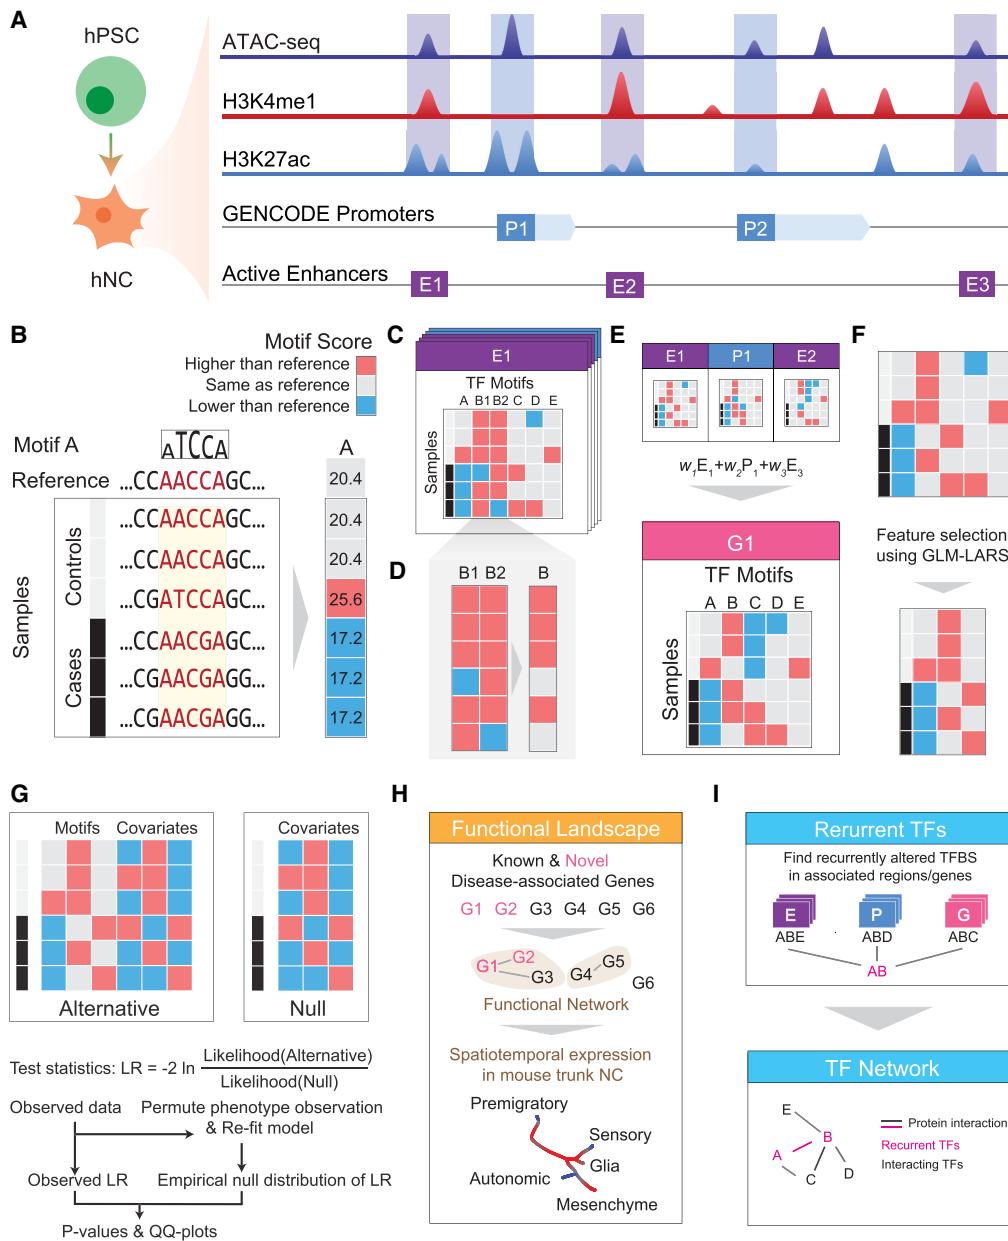 A
hPSC
hNC
ATAC-seq
H3K4me1
H3K27ac
GENCODE Promoters
P1
P2
Active Enhancers
E1
E2
E3
B
Motif Score
Higher than reference
Same as reference
Lower than reference
Motif A
ATCCA
A
Reference
...CCAACCAGC...
20.4
Samples
Controls
Cases
...CCAACCAGC...
20.4
...CCAACCAGC...
20.4
...CGATCCAGC...
25.6
...CCAACGAGC...
17.2
...CGAACGAGG...
17.2
...CGAACGAGG...
17.2
C
E1
TF Motifs
A B1 B2 C D E
Samples
D
B1 B2
B
E
E1 P1 E2
w1E1+w2P1+w3E3
G1
TF Motifs
A B C D E
Samples
F
Feature selection
using GLM-LARS
G
Motifs Covariates
Alternative
Covariates
Null
Test statistics: LR = -2 ln
Likelihood(Alternative)
Likelihood(Null)
Observed data
Permute phenotype observation
& Re-fit model
Observed LR
Empirical null distribution of LR
P-values & QQ-plots
H
Functional Landscape
Known & Novel
Disease-associated Genes
G1 G2 G3 G4 G5 G6
G1 G2 G3 G4 G5 G6
Functional Network
Spatiotemporal expression
in mouse trunk NC
Premigratory
Sensory
Glia
Autonomic
Mesenchyme
I
Rerurrent TFs
Find recurrently altered TFBS
in associated regions/genes
E P G
ABE ABD ABC
AB
TF Network
E
B
A
C
D
Protein interaction
Recurrent TFs
Interacting TFs